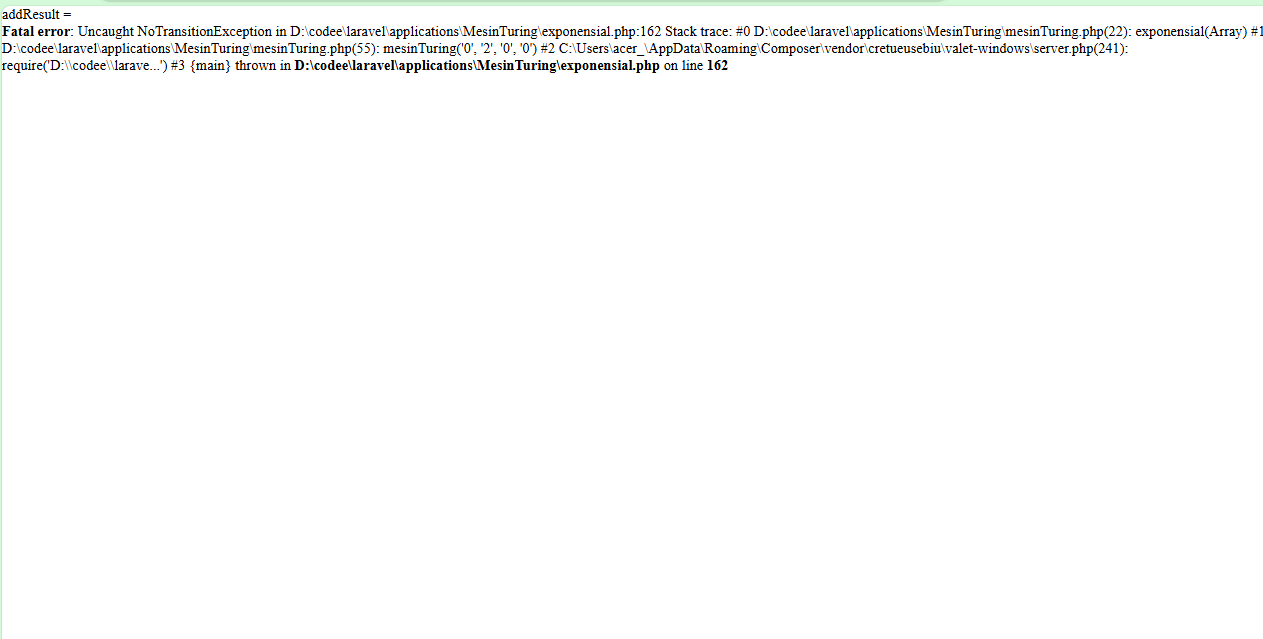 addResult =
Fatal error: Uncaught NoTransitionException in D:\codee\laravel\applications\MesinTuring\exponensial.php:162 Stack trace: #0 D:\codee\laravel\applications\MesinTuring\mesinTuring.php(22): exponensial(Array) #1
D:\codee\laravel\applications\MesinTuring\mesinTuring.php(55): mesinTuring('0', '2', '0', '0') #2 C:\Users\acer_\AppData\Roaming\Composer\vendor\cretueusebiu\valet-windows\server.php(241):
require('D:\\codee\\larave...') #3 {main} thrown in D:\codee\laravel\applications\MesinTuring\exponensial.php on line 162